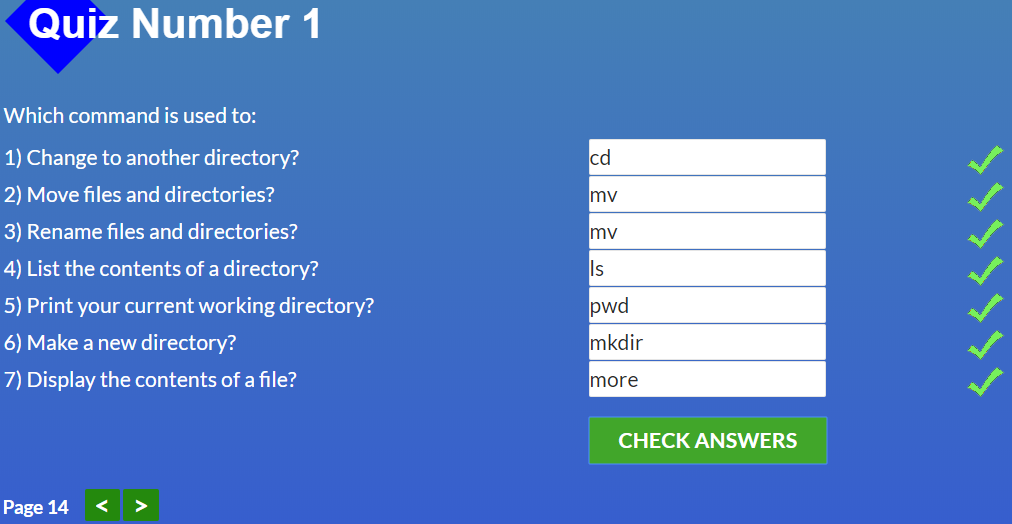 Quiz Number 1
Which command is used to:
1) Change to another directory? cd
2) Move files and directories? mv
3) Rename files and directories? mv
4) List the contents of a directory? ls
5) Print your current working directory? pwd
6) Make a new directory? mkdir
7) Display the contents of a file? more
CHECK ANSWERS
Page 14 < >